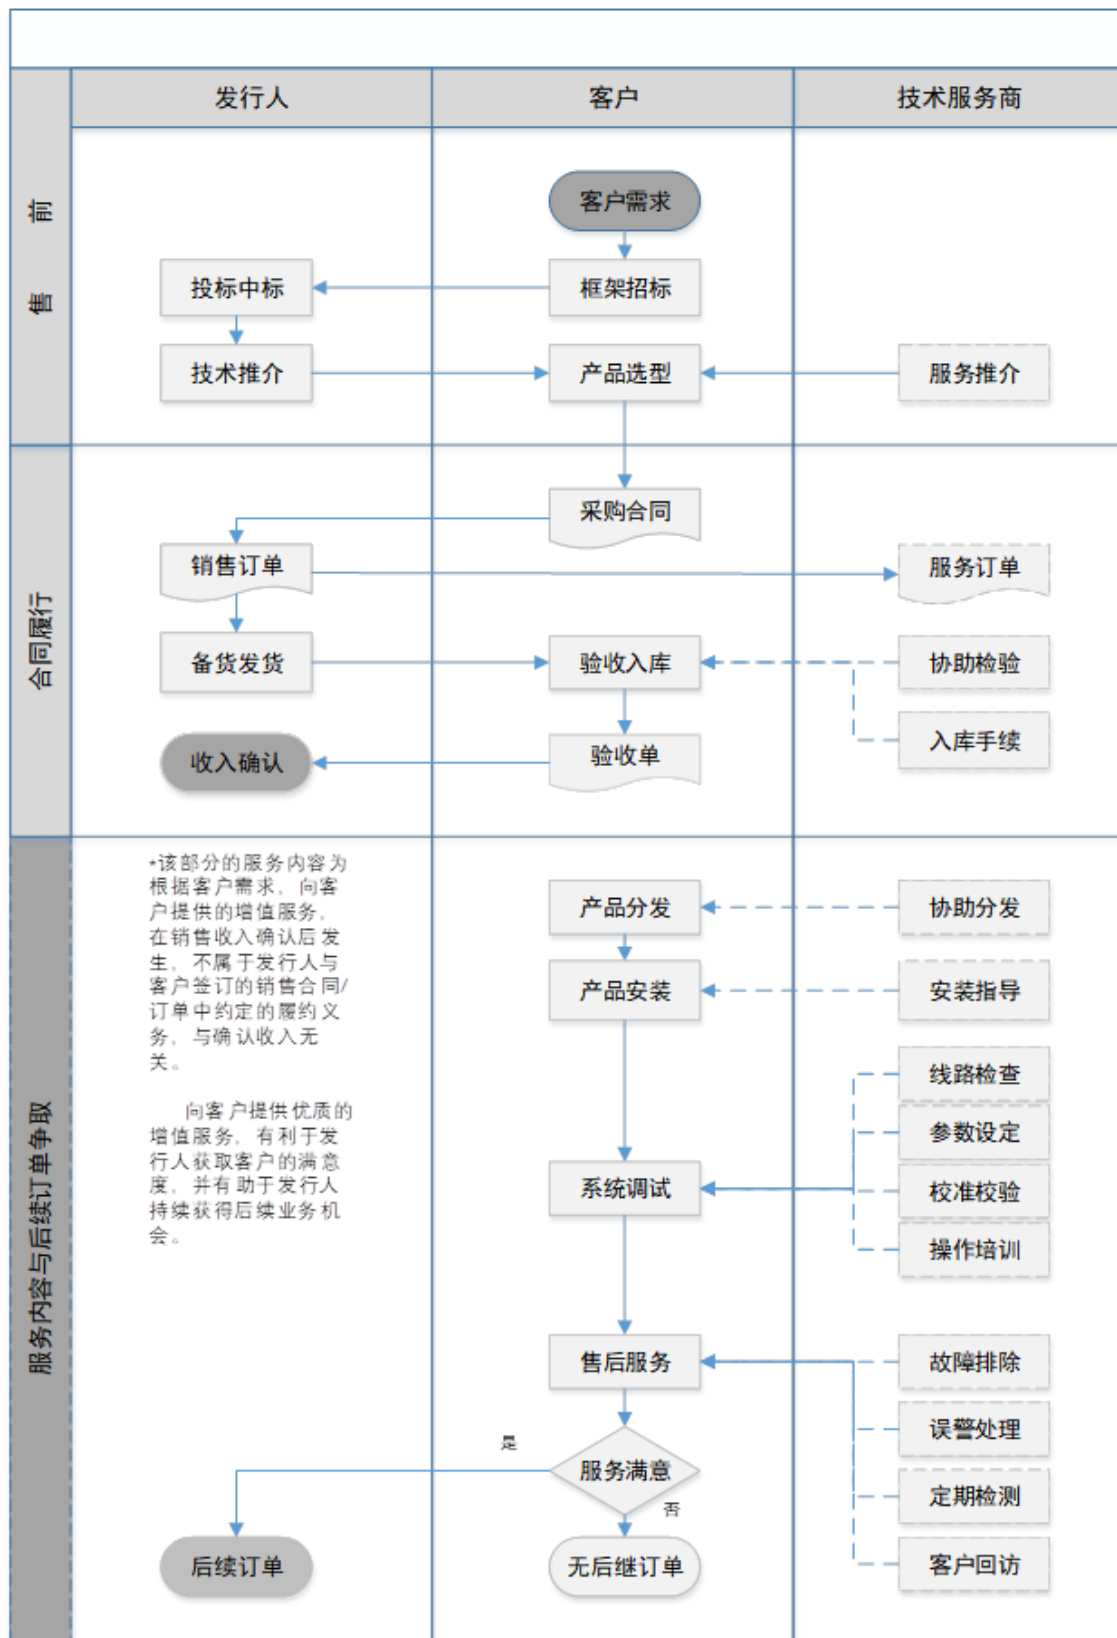 发行人
客户
技术服务商
售前
客户需求
投标中标
框架招标
技术推介
产品选型
服务推介
合同履行
采购合同
销售订单
服务订单
备货发货
验收入库
协助检验
入库手续
收入确认
验收单
服务内容与后续订单争取
*该部分的服务内容为
根据客户需求，向客
户提供的增值服务，
在销售收入确认后发
生，不属于发行人与
客户签订的销售合同/
订单中约定的履约义
务，与确认收入无
关。
向客户提供优质的
增值服务，有利于发
行人获取客户的满意
度，并有助于发行人
持续获得后续业务机
会。
产品分发
协助分发
产品安装
安装指导
线路检查
参数设定
系统调试
校准校验
操作培训
售后服务
故障排除
误警处理
是
服务满意
定期检测
否
后续订单
无后继订单
客户回访